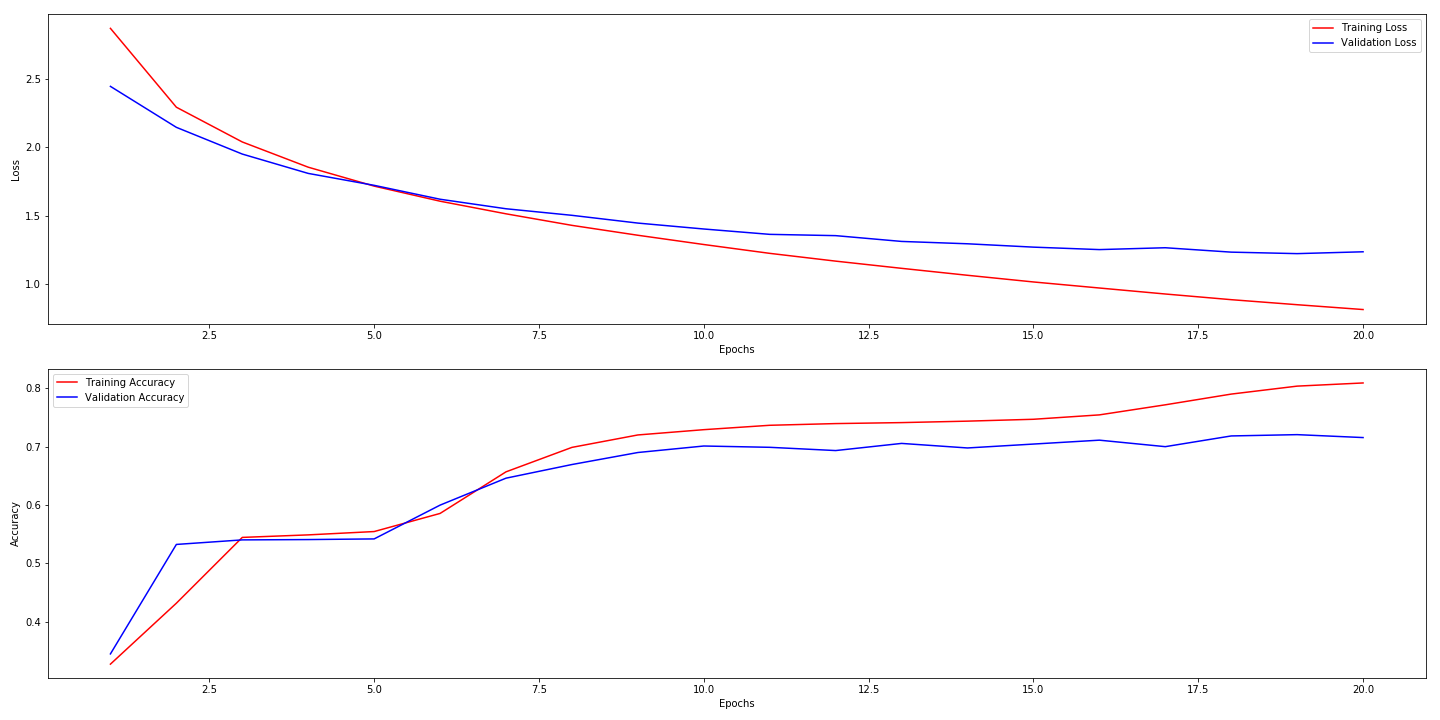 Training Loss
Validation Loss
2.5
2.0
1.5
1.0
Loss
2.5 5.0 7.5 10.0 12.5 15.0 17.5 20.0
Epochs
Training Accuracy
Validation Accuracy
0.8
0.7
0.6
0.5
0.4
Accuracy
2.5 5.0 7.5 10.0 12.5 15.0 17.5 20.0
Epochs